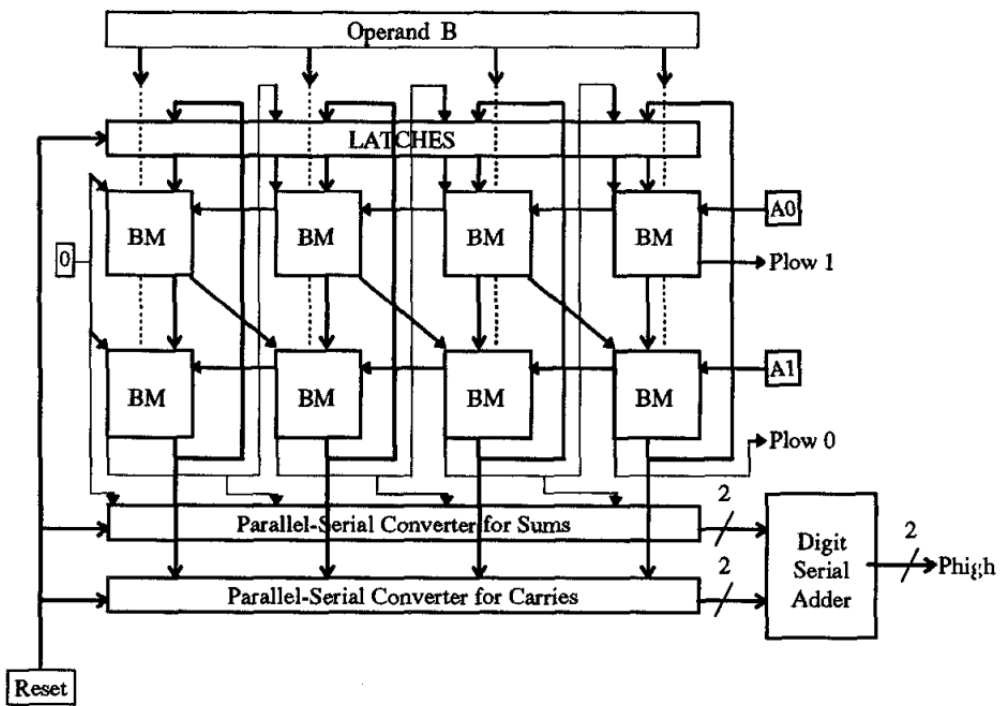 Operand B
LATCHES
BM BM BM BM A0
0
Plow 1
BM BM BM BM A1
Plow 0
Parallel-Serial Converter for Sums
2
Digit
Serial
Adder
2
Phigh
2
Parallel-Serial Converter for Carries
Reset